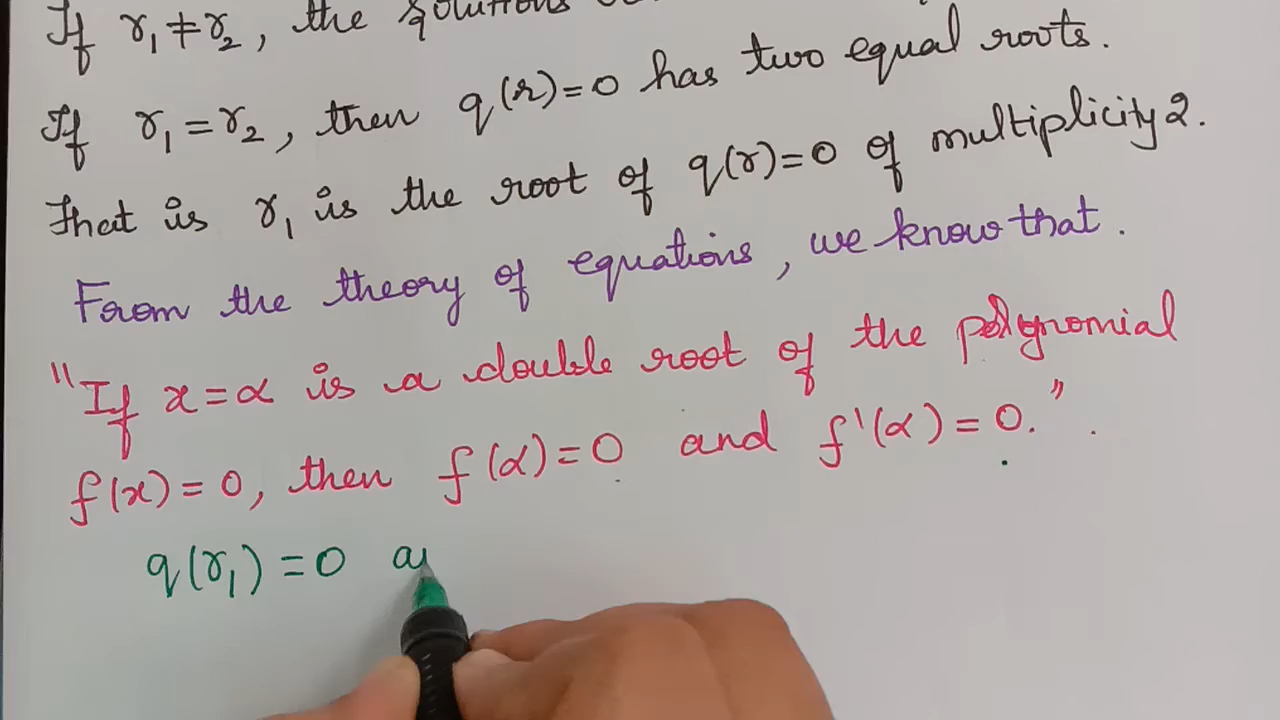 If r₁ ≠ r₂, the solutions
If r₁ = r₂, then q(r) = 0 has two equal roots.
That is r₁ is the root of q(r) = 0 of multiplicity 2.
From the theory of equations, we know that.
"If x = α is a double root of the polynomial
f(x) = 0, then f(α) = 0 and f'(α) = 0."
q(r₁) = 0